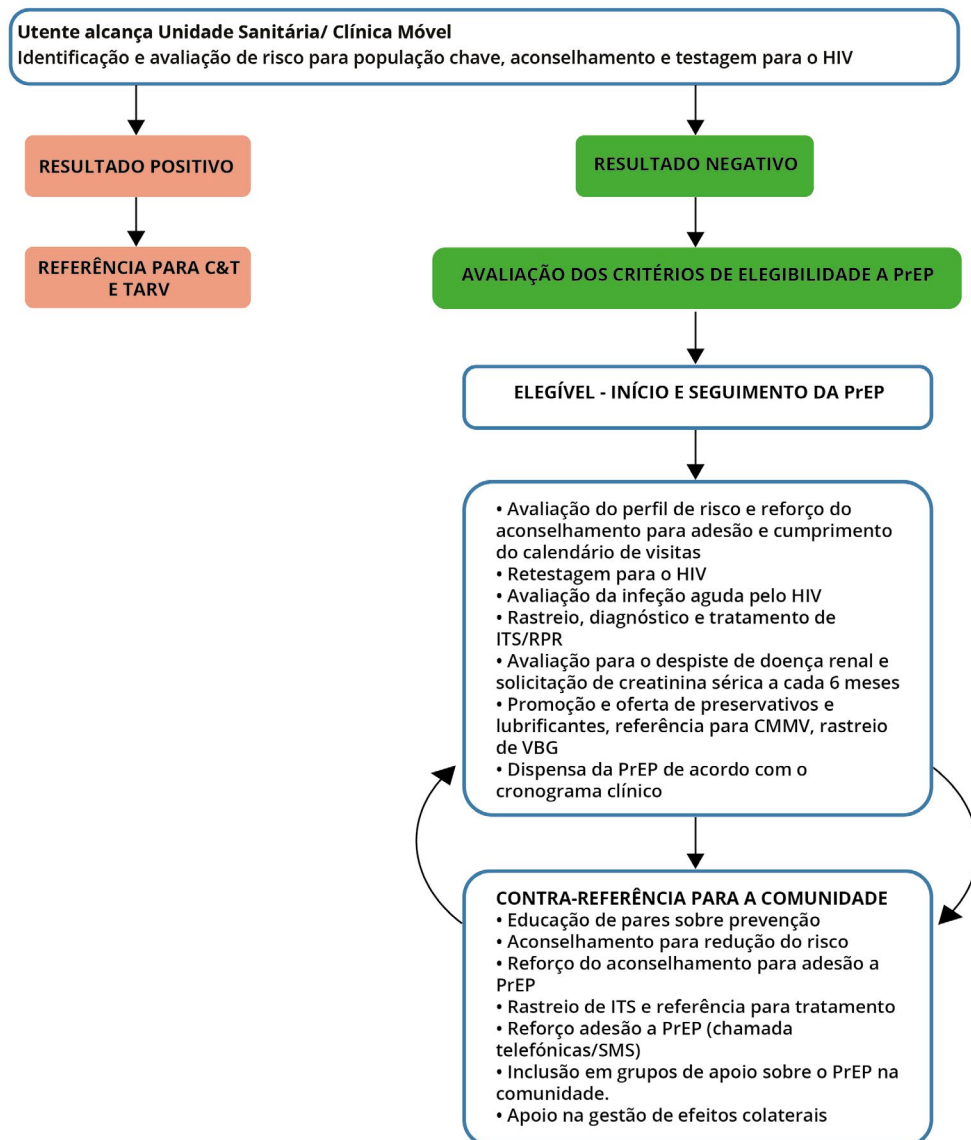 Utente alcança Unidade Sanitária/ Clínica Móvel
Identificação e avaliação de risco para população chave, aconselhamento e testagem para o HIV
RESULTADO POSITIVO
RESULTADO NEGATIVO
REFERÊNCIA PARA C&T
E TARV
AVALIAÇÃO DOS CRITÉRIOS DE ELEGIBILIDADE A PrEP
ELEGÍVEL - INÍCIO E SEGUIMENTO DA PrEP
• Avaliação do perfil de risco e reforço do
aconselhamento para adesão e cumprimento
do calendário de visitas
• Retestagem para o HIV
• Avaliação da infeção aguda pelo HIV
• Rastreio, diagnóstico e tratamento de
ITS/RPR
• Avaliação para o despiste de doença renal e
solicitação de creatinina sérica a cada 6 meses
• Promoção e oferta de preservativos e
lubrificantes, referência para CMMV, rastreio
de VBG
• Dispensa da PrEP de acordo com o
cronograma clínico
CONTRA-REFERÊNCIA PARA A COMUNIDADE
• Educação de pares sobre prevenção
• Aconselhamento para redução do risco
• Reforço do aconselhamento para adesão a
PrEP
• Rastreio de ITS e referência para tratamento
• Reforço adesão a PrEP (chamada
telefónicas/SMS)
• Inclusão em grupos de apoio sobre o PrEP na
comunidade.
• Apoio na gestão de efeitos colaterais